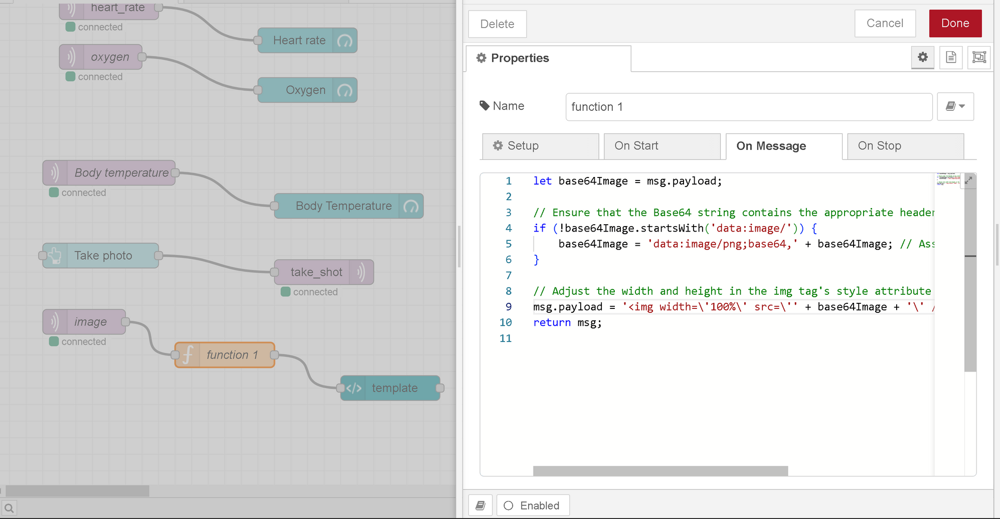 heart_rate
connected
Heart rate
oxygen
connected
Oxygen
Body temperature
connected
Body Temperature
Take photo
take_shot
connected
image
connected
function 1
</> template
Delete
Cancel
Done
Properties
Name
function 1
Setup
On Start
On Message
On Stop
1 let base64Image = msg.payload;
2
3 // Ensure that the Base64 string contains the appropriate header
4 if (!base64Image.startsWith('data:image/')) {
5 base64Image = 'data:image/png;base64,' + base64Image; // Ass
6 }
7
8 // Adjust the width and height in the img tag's style attribute
9 msg.payload = '<img width=\'100%\' src=\'' + base64Image + '\' /
10 return msg;
11
Enabled